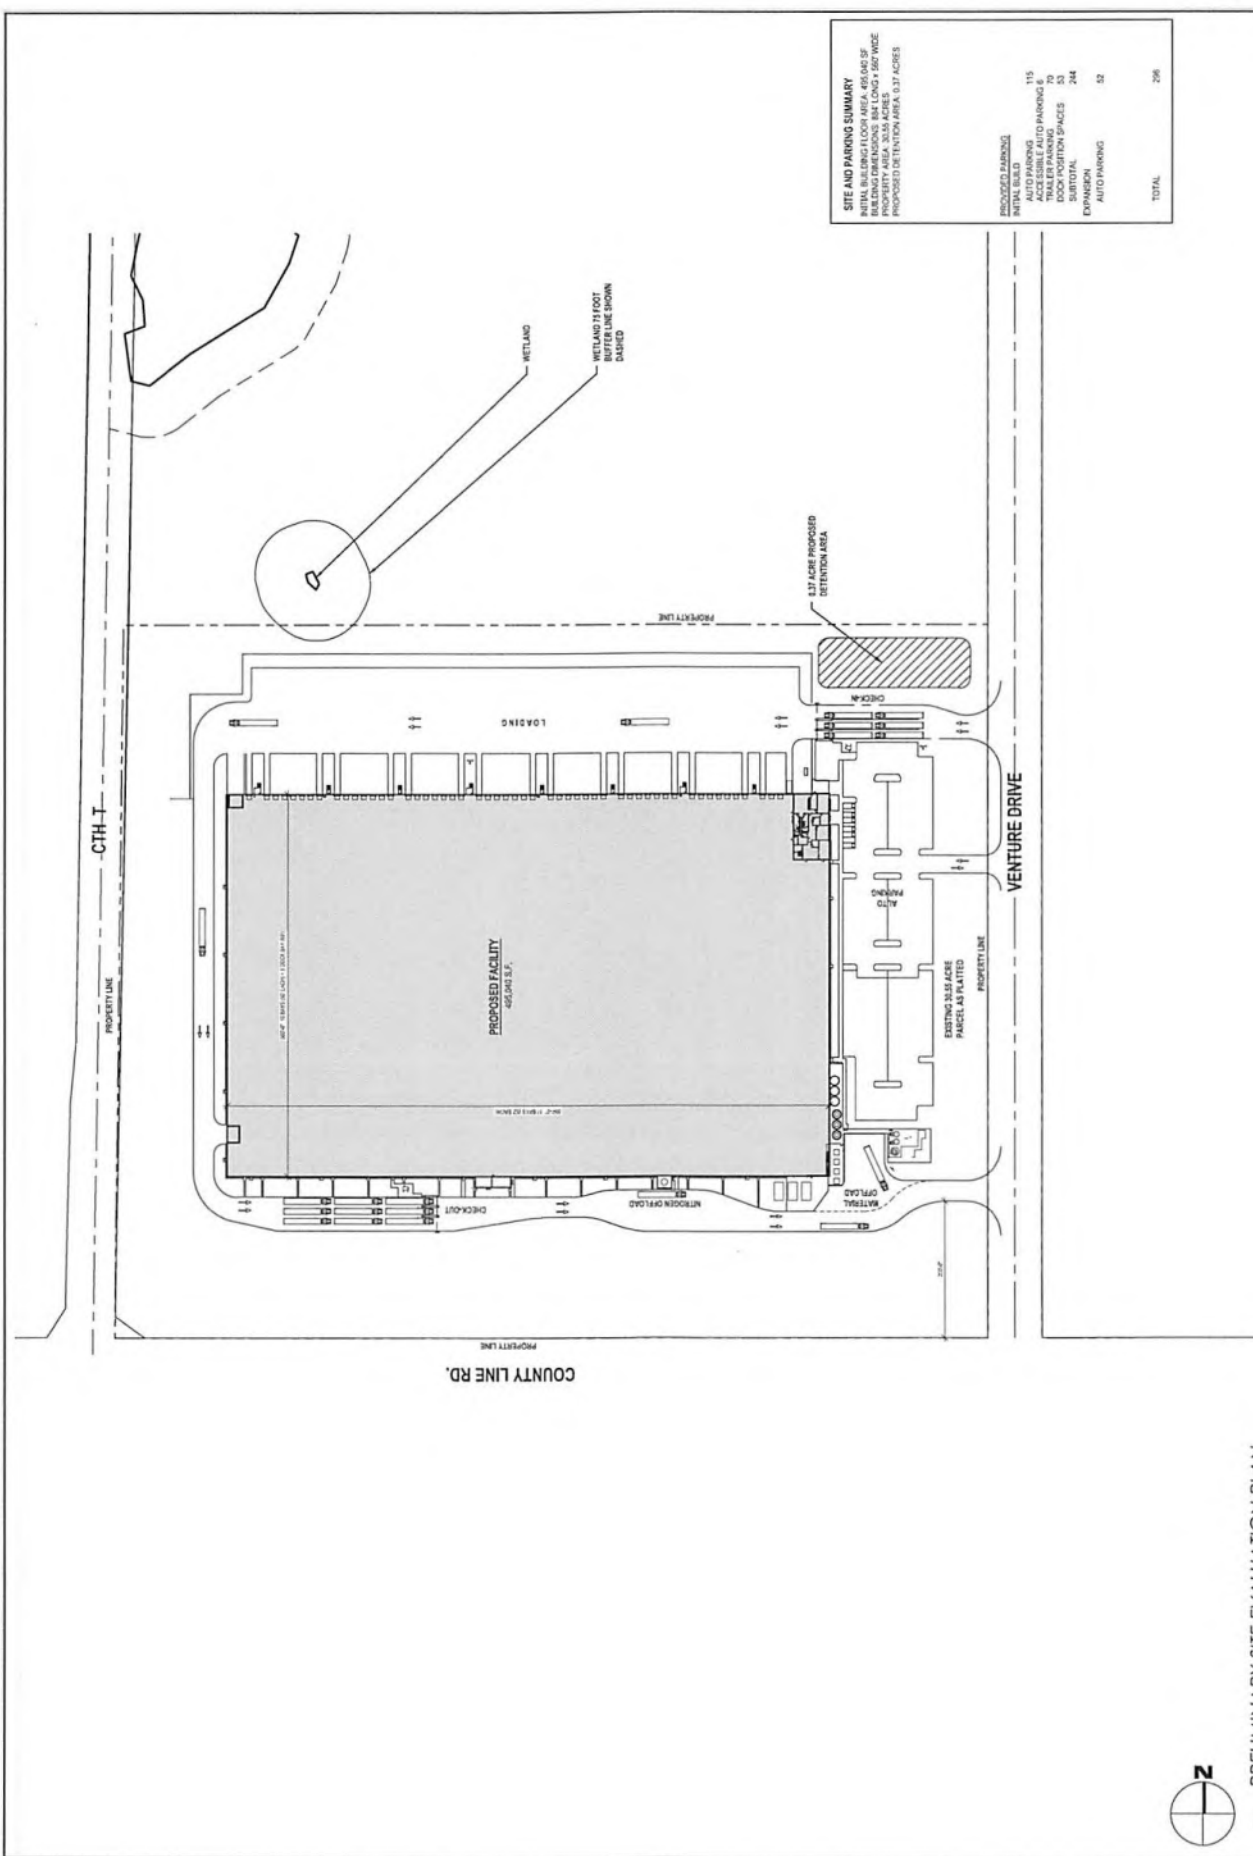 SITE AND PARKING SUMMARY
INITIAL BUILDING FLOOR AREA: 495,040 SF
BUILDING DIMENSIONS: 884' LONG x 560' WIDE
PROPERTY AREA: 30.55 ACRES
PROPOSED DETENTION AREA: 0.37 ACRES
PROVIDED PARKING
INITIAL BUILD
AUTO PARKING 115
ACCESSIBLE AUTO PARKING 6
TRAILER PARKING 70
DOCK POSITION SPACES 53
SUBTOTAL 244
EXPANSION
AUTO PARKING 52
TOTAL 296
WETLAND
WETLAND 75 FOOT
BUFFER LINE SHOWN
DASHED
0.37 ACRE PROPOSED
DETENTION AREA
PROPERTY LINE
CHECK-IN
LOADING
CTH T
PROPERTY LINE
PROPOSED FACILITY
495,040 S.F.
AUTO
PARKING
VENTURE DRIVE
EXISTING 30.55 ACRE
PARCEL AS PLATTED
PROPERTY LINE
CHECK-OUT
NITROGEN OFFLOAD
MATERIAL
OFFLOAD
PROPERTY LINE
COUNTY LINE RD.
N